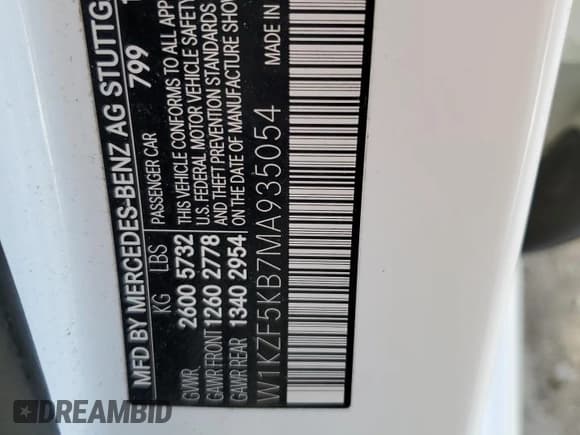 MFD BY MERCEDES-BENZ AG STUTTG
799
KG LBS PASSENGER CAR
GVWR 2600 5732
GAWR FRONT 1260 2778
GAWR REAR 1340 2954
THIS VEHICLE CONFORMS TO ALL APP
U.S. FEDERAL MOTOR VEHICLE SAFETY
AND THEFT PREVENTION STANDARDS
ON THE DATE OF MANUFACTURE SHOW
W1KZF5KB7MA935054
MADE IN
DREAMBID